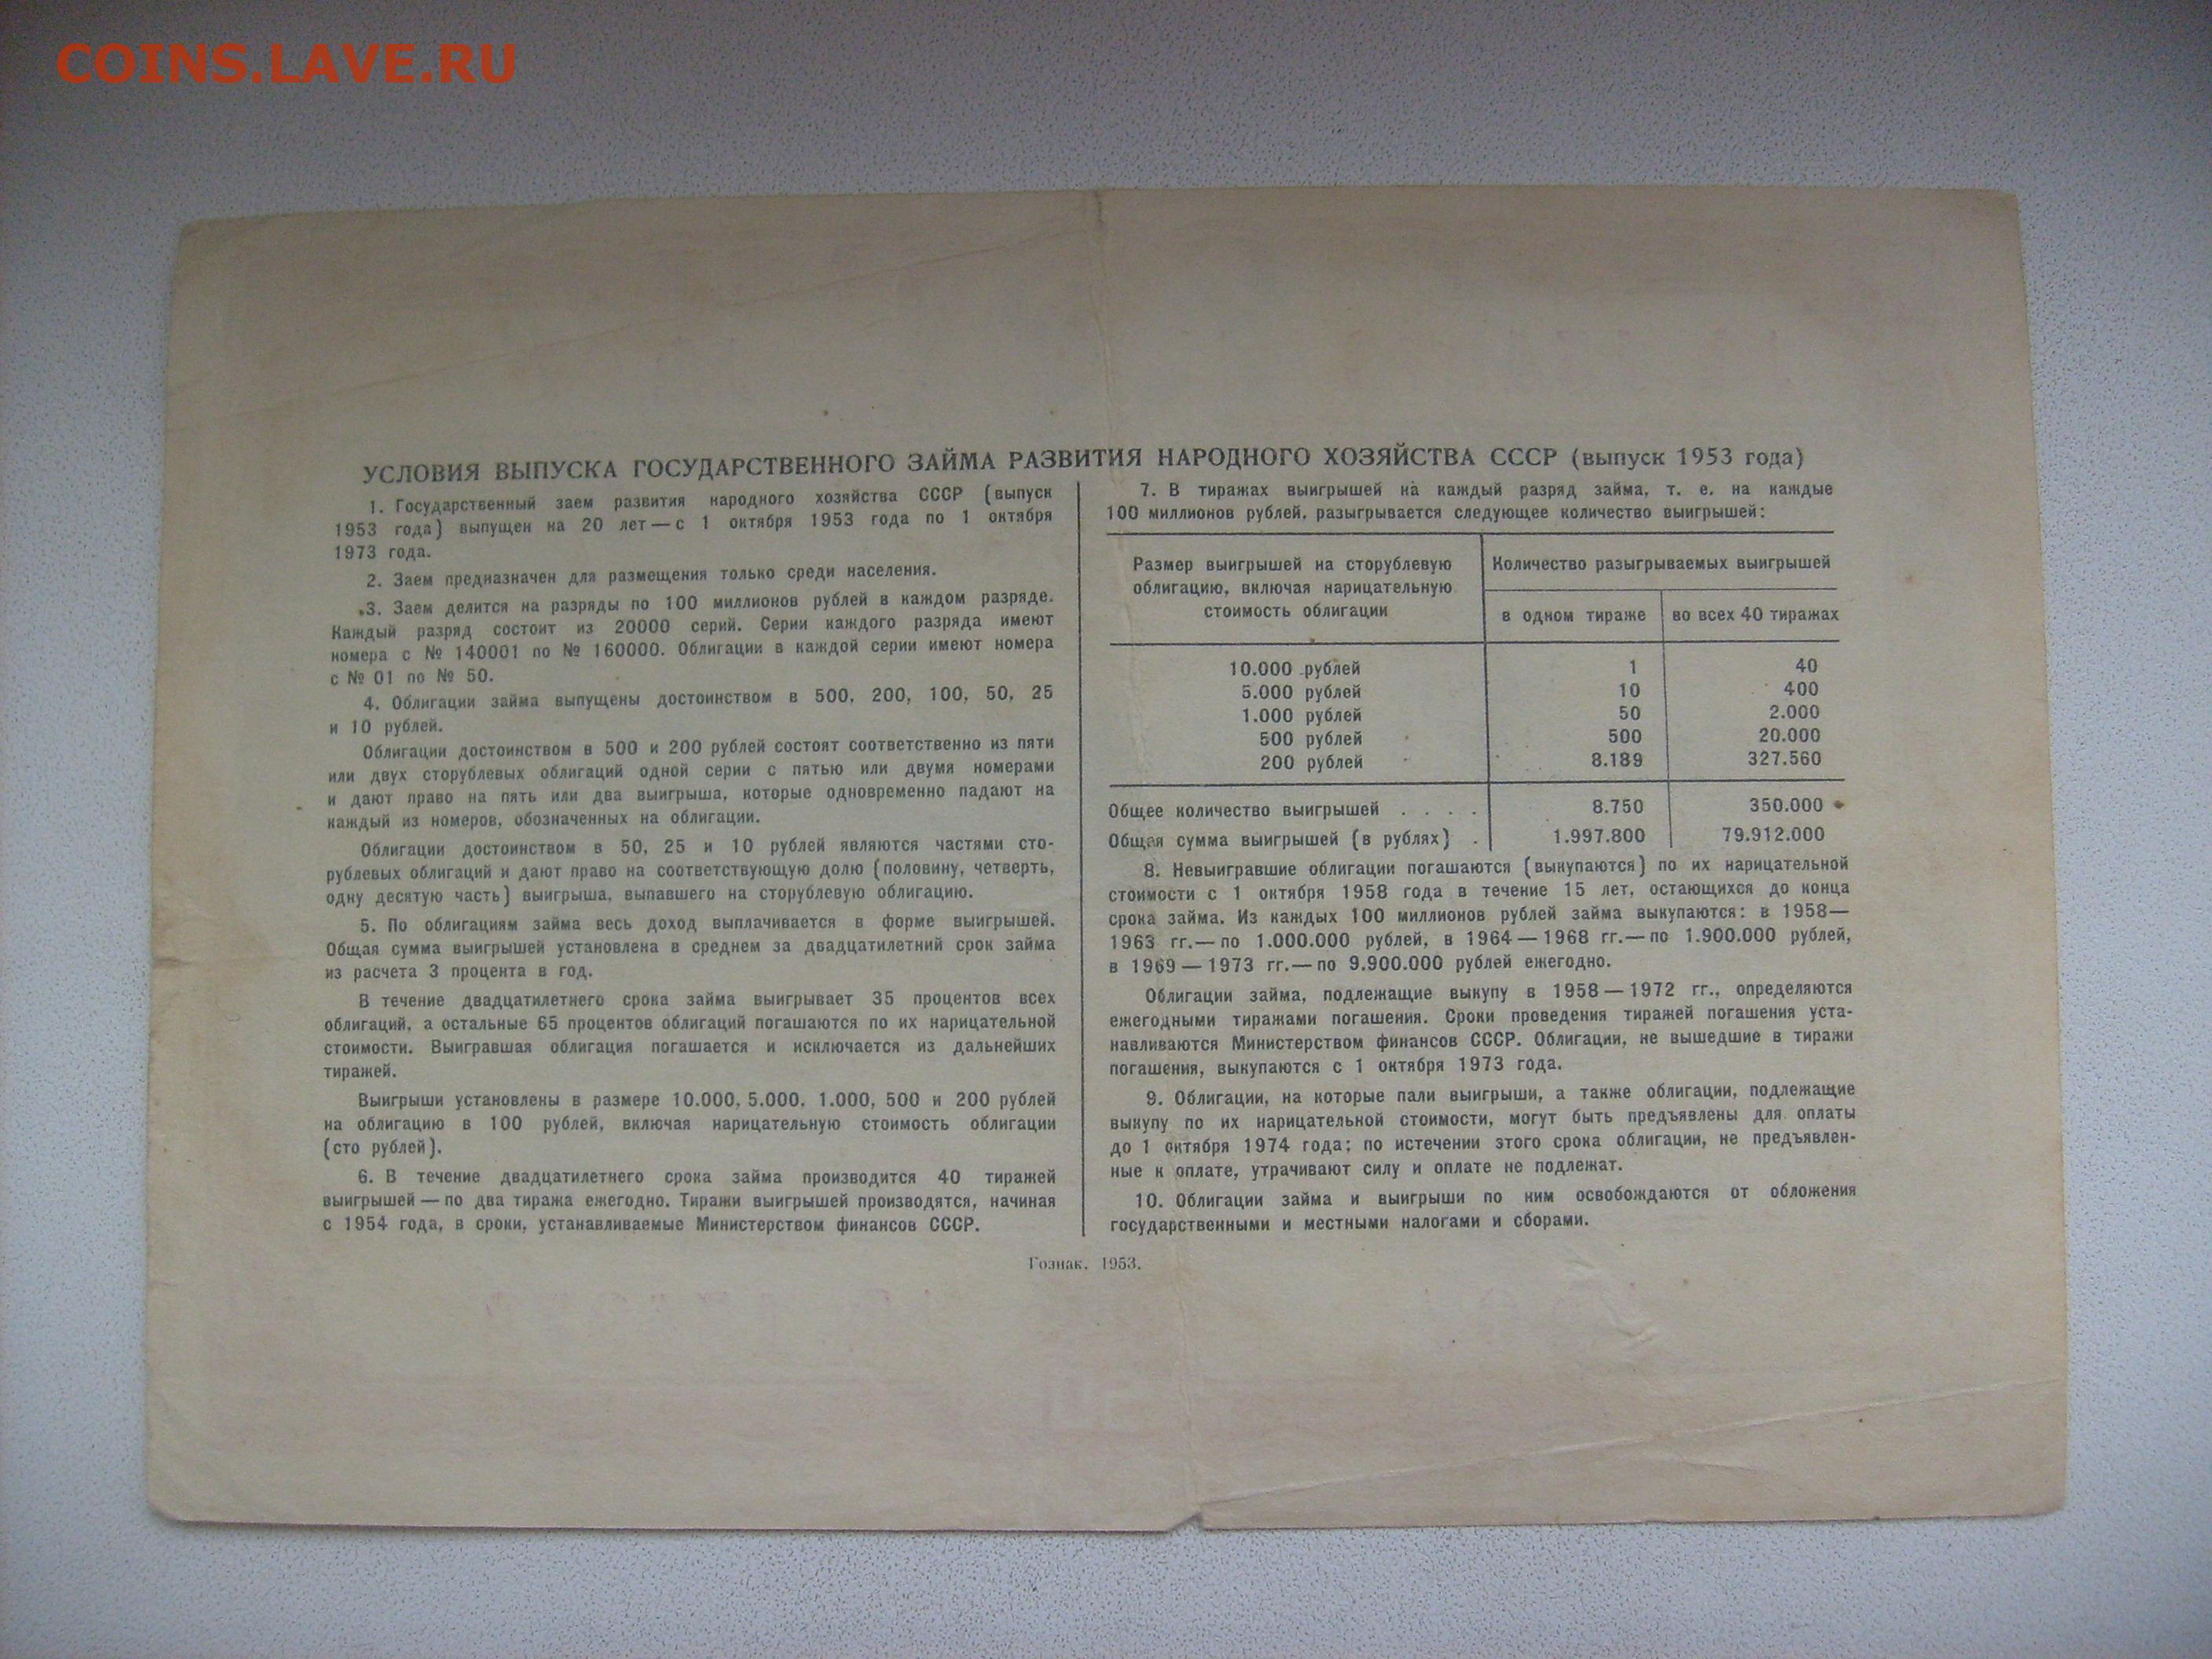 COINS.LAVE.RU
УСЛОВИЯ ВЫПУСКА ГОСУДАРСТВЕННОГО ЗАЙМА РАЗВИТИЯ НАРОДНОГО ХОЗЯЙСТВА СССР (выпуск 1953 года)
1. Государственный заем развития народного хозяйства СССР (выпуск
1953 года) выпущен на 20 лет — с 1 октября 1953 года по 1 октября
1973 года.
2. Заем предназначен для размещения только среди населения.
3. Заем делится на разряды по 100 миллионов рублей в каждом разряде.
Каждый разряд состоит из 20000 серий. Серии каждого разряда имеют
номера с № 140001 по № 160000. Облигации в каждой серии имеют номера
с № 01 по № 50.
4. Облигации займа выпущены достоинством в 500, 200, 100, 50, 25
и 10 рублей.
Облигации достоинством в 500 и 200 рублей состоят соответственно из пяти
или двух сторублевых облигаций одной серии с пятью или двумя номерами
и дают право на пять или два выигрыша, которые одновременно падают на
каждый из номеров, обозначенных на облигации.
Облигации достоинством в 50, 25 и 10 рублей являются частями сто-
рублевых облигаций и дают право на соответствующую долю (половину, четверть,
одну десятую часть) выигрыша, выпавшего на сторублевую облигацию.
5. По облигациям займа весь доход выплачивается в форме выигрышей.
Общая сумма выигрышей установлена в среднем за двадцатилетний срок займа
из расчета 3 процента в год.
В течение двадцатилетнего срока займа выигрывает 35 процентов всех
облигаций, а остальные 65 процентов облигаций погашаются по их нарицательной
стоимости. Выигравшая облигация погашается и исключается из дальнейших
тиражей.
Выигрыши установлены в размере 10.000, 5.000, 1.000, 500 и 200 рублей
на облигацию в 100 рублей, включая нарицательную стоимость облигации
(сто рублей).
6. В течение двадцатилетнего срока займа производится 40 тиражей
выигрышей — по два тиража ежегодно. Тиражи выигрышей производятся, начиная
с 1954 года, в сроки, устанавливаемые Министерством финансов СССР.
7. В тиражах выигрышей на каждый разряд займа, т. е. на каждые
100 миллионов рублей, разыгрывается следующее количество выигрышей:
Размер выигрышей на сторублевую
облигацию, включая нарицательную
стоимость облигации
Количество разыгрываемых выигрышей
в одном тираже во всех 40 тиражах
10.000 рублей 1 40
5.000 рублей 10 400
1.000 рублей 50 2.000
500 рублей 500 20.000
200 рублей 8.189 327.560
Общее количество выигрышей . . . . 8.750 350.000
Общая сумма выигрышей (в рублях) . 1.997.800 79.912.000
8. Невыигравшие облигации погашаются (выкупаются) по их нарицательной
стоимости с 1 октября 1958 года в течение 15 лет, остающихся до конца
срока займа. Из каждых 100 миллионов рублей займа выкупаются: в 1958—
1963 гг.— по 1.000.000 рублей, в 1964 — 1968 гг.— по 1.900.000 рублей,
в 1969 — 1973 гг.— по 9.900.000 рублей ежегодно.
Облигации займа, подлежащие выкупу в 1958 — 1972 гг., определяются
ежегодными тиражами погашения. Сроки проведения тиражей погашения уста-
навливаются Министерством финансов СССР. Облигации, не вышедшие в тиражи
погашения, выкупаются с 1 октября 1973 года.
9. Облигации, на которые пали выигрыши, а также облигации, подлежащие
выкупу по их нарицательной стоимости, могут быть предъявлены для оплаты
до 1 октября 1974 года; по истечении этого срока облигации, не предъявлен-
ные к оплате, утрачивают силу и оплате не подлежат.
10. Облигации займа и выигрыши по ним освобождаются от обложения
государственными и местными налогами и сборами.
Гознак. 1953.